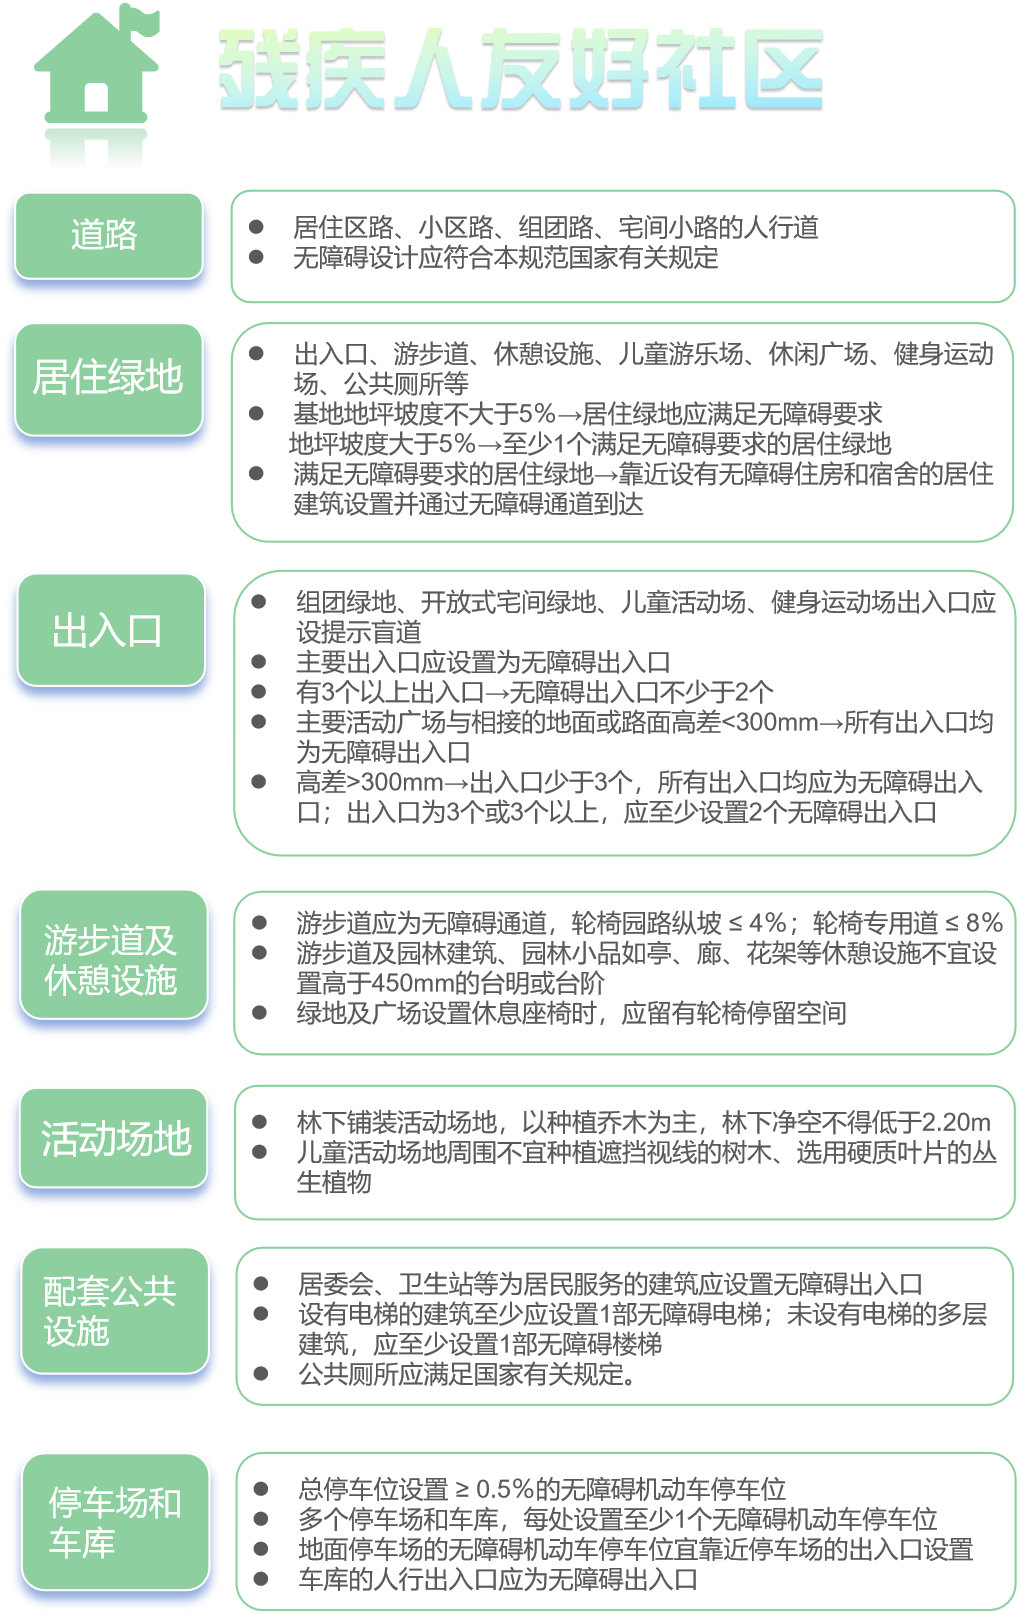 残疾人友好社区
道路
● 居住区路、小区路、组团路、宅间小路的人行道
● 无障碍设计应符合本规范国家有关规定
居住绿地
● 出入口、游步道、休憩设施、儿童游乐场、休闲广场、健身运动
场、公共厕所等
● 基地地坪坡度不大于5%→居住绿地应满足无障碍要求
地坪坡度大于5%→至少1个满足无障碍要求的居住绿地
● 满足无障碍要求的居住绿地→靠近设有无障碍住房和宿舍的居住
建筑设置并通过无障碍通道到达
出入口
● 组团绿地、开放式宅间绿地、儿童活动场、健身运动场出入口应
设提示盲道
● 主要出入口应设置为无障碍出入口
● 有3个以上出入口→无障碍出入口不少于2个
● 主要活动广场与相接的地面或路面高差<300mm→所有出入口均
为无障碍出入口
● 高差>300mm→出入口少于3个，所有出入口均应为无障碍出入
口；出入口为3个或3个以上，应至少设置2个无障碍出入口
游步道及
休憩设施
● 游步道应为无障碍通道，轮椅园路纵坡 ≤ 4%；轮椅专用道 ≤ 8%
● 游步道及园林建筑、园林小品如亭、廊、花架等休憩设施不宜设
置高于450mm的台明或台阶
● 绿地及广场设置休息座椅时，应留有轮椅停留空间
活动场地
● 林下铺装活动场地，以种植乔木为主，林下净空不得低于2.20m
● 儿童活动场地周围不宜种植遮挡视线的树木、选用硬质叶片的丛
生植物
配套公共
设施
● 居委会、卫生站等为居民服务的建筑应设置无障碍出入口
● 设有电梯的建筑至少应设置1部无障碍电梯；未设有电梯的多层
建筑，应至少设置1部无障碍楼梯
● 公共厕所应满足国家有关规定。
停车场和
车库
● 总停车位设置 ≥ 0.5%的无障碍机动车停车位
● 多个停车场和车库，每处设置至少1个无障碍机动车停车位
● 地面停车场的无障碍机动车停车位宜靠近停车场的出入口设置
● 车库的人行出入口应为无障碍出入口